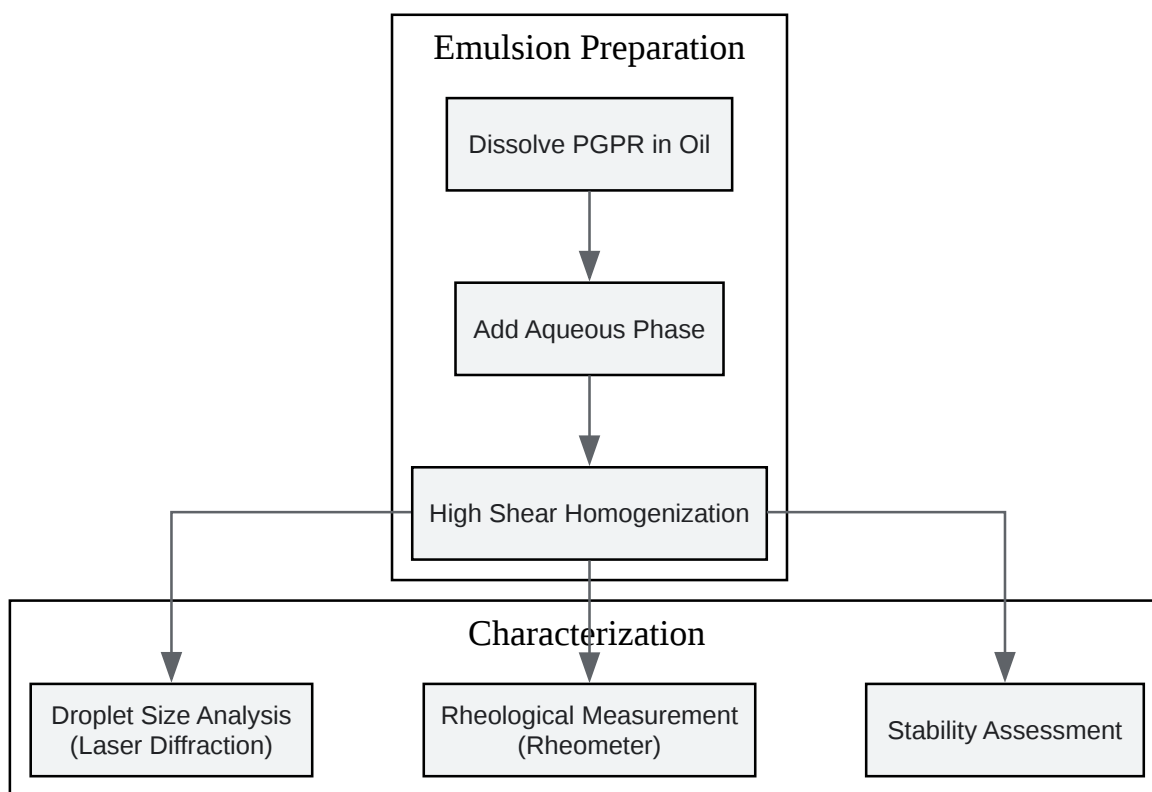 Emulsion Preparation
Dissolve PGPR in Oil
Add Aqueous Phase
High Shear Homogenization
Characterization
Droplet Size Analysis
(Laser Diffraction)
Rheological Measurement
(Rheometer)
Stability Assessment